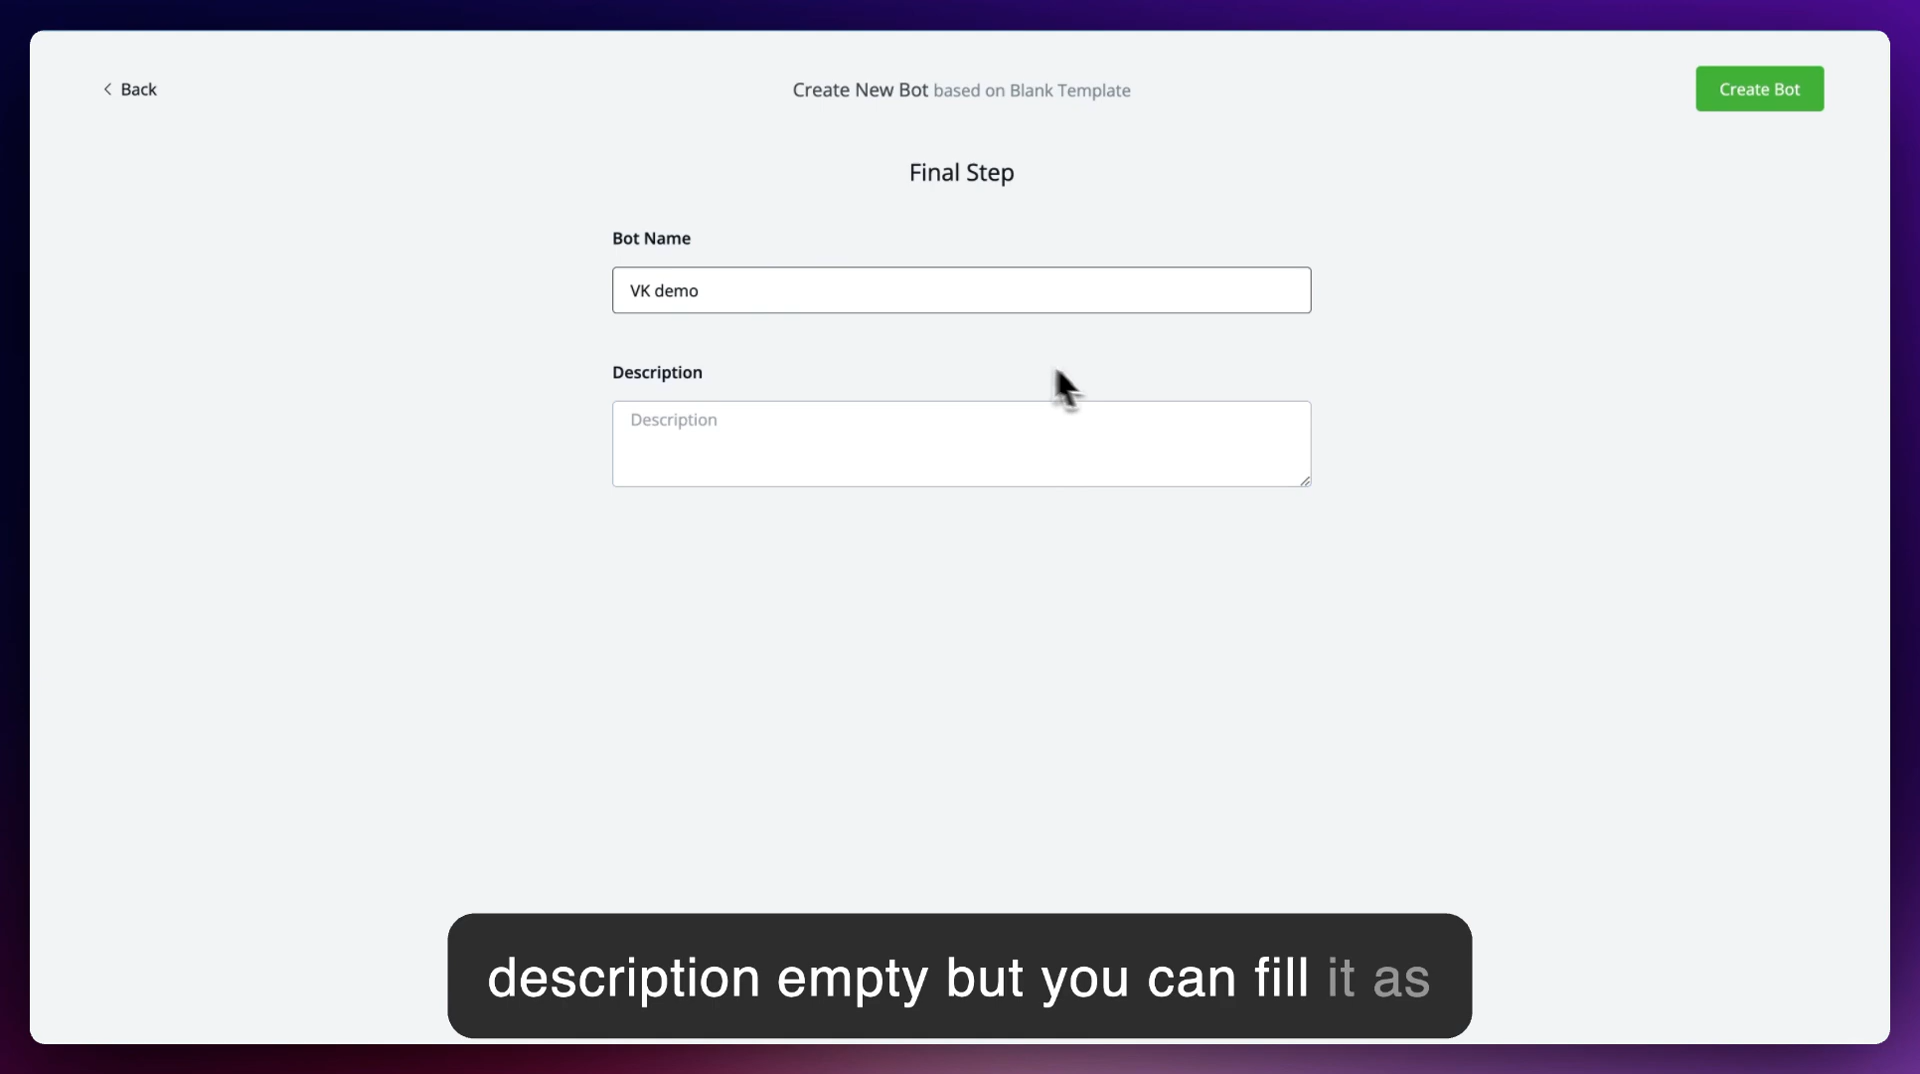 Back
Create New Bot based on Blank Template
Create Bot
Final Step
Bot Name
VK demo
Description
Description
description empty but you can fill it as